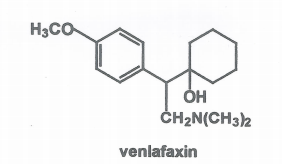 H₃CO
OH
CH₂N(CH₃)₂
venlafaxin